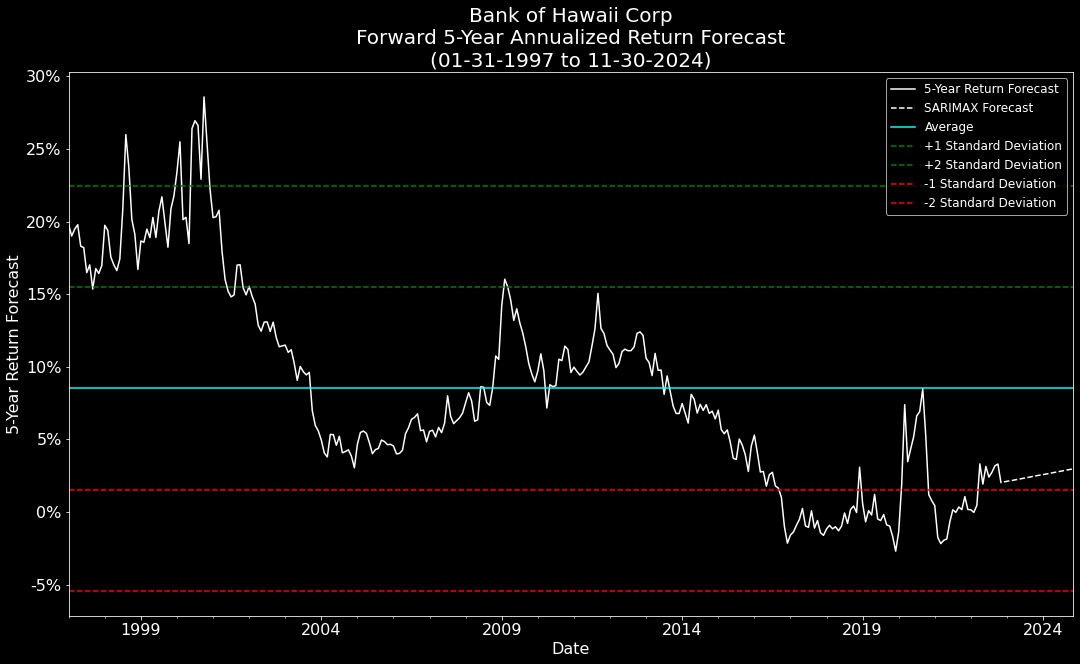 Bank of Hawaii Corp
Forward 5-Year Annualized Return Forecast
(01-31-1997 to 11-30-2024)
5-Year Return Forecast
SARIMAX Forecast
Average
+1 Standard Deviation
+2 Standard Deviation
-1 Standard Deviation
-2 Standard Deviation
5-Year Return Forecast
30%
25%
20%
15%
10%
5%
0%
-5%
1999 2004 2009 2014 2019 2024
Date